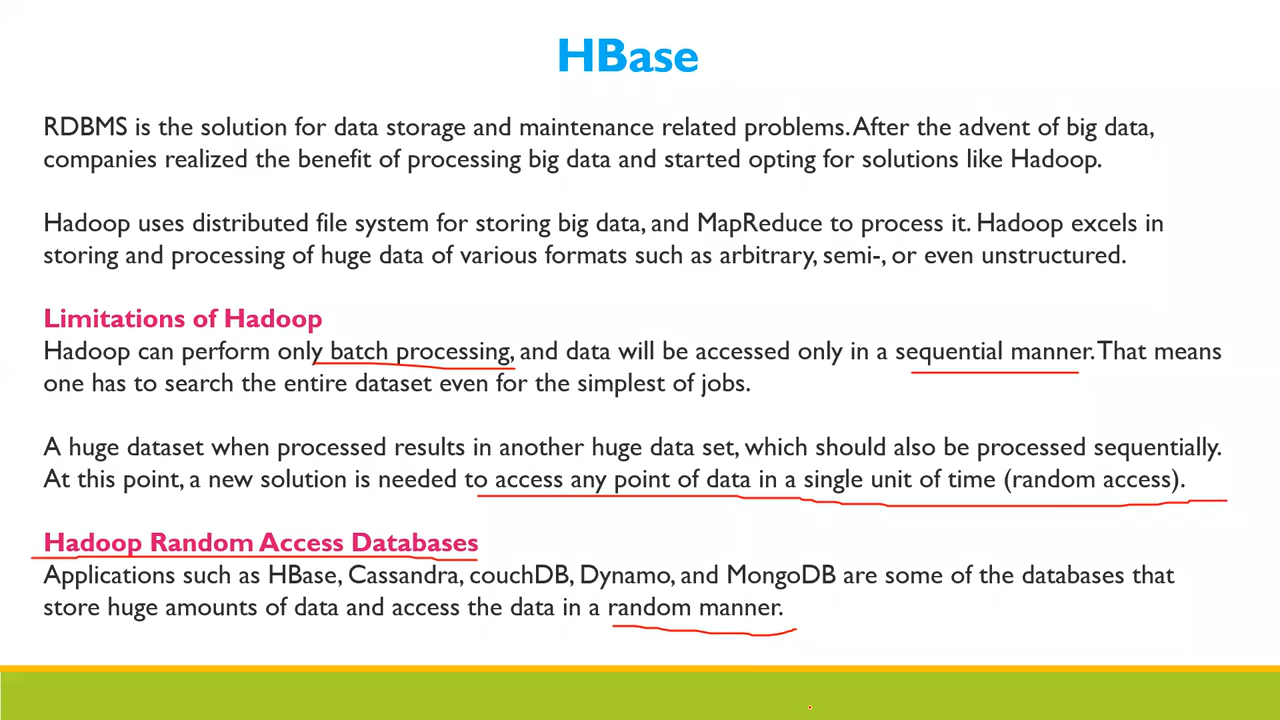 HBase
RDBMS is the solution for data storage and maintenance related problems. After the advent of big data,
companies realized the benefit of processing big data and started opting for solutions like Hadoop.
Hadoop uses distributed file system for storing big data, and MapReduce to process it. Hadoop excels in
storing and processing of huge data of various formats such as arbitrary, semi-, or even unstructured.
Limitations of Hadoop
Hadoop can perform only batch processing, and data will be accessed only in a sequential manner. That means
one has to search the entire dataset even for the simplest of jobs.
A huge dataset when processed results in another huge data set, which should also be processed sequentially.
At this point, a new solution is needed to access any point of data in a single unit of time (random access).
Hadoop Random Access Databases
Applications such as HBase, Cassandra, couchDB, Dynamo, and MongoDB are some of the databases that
store huge amounts of data and access the data in a random manner.